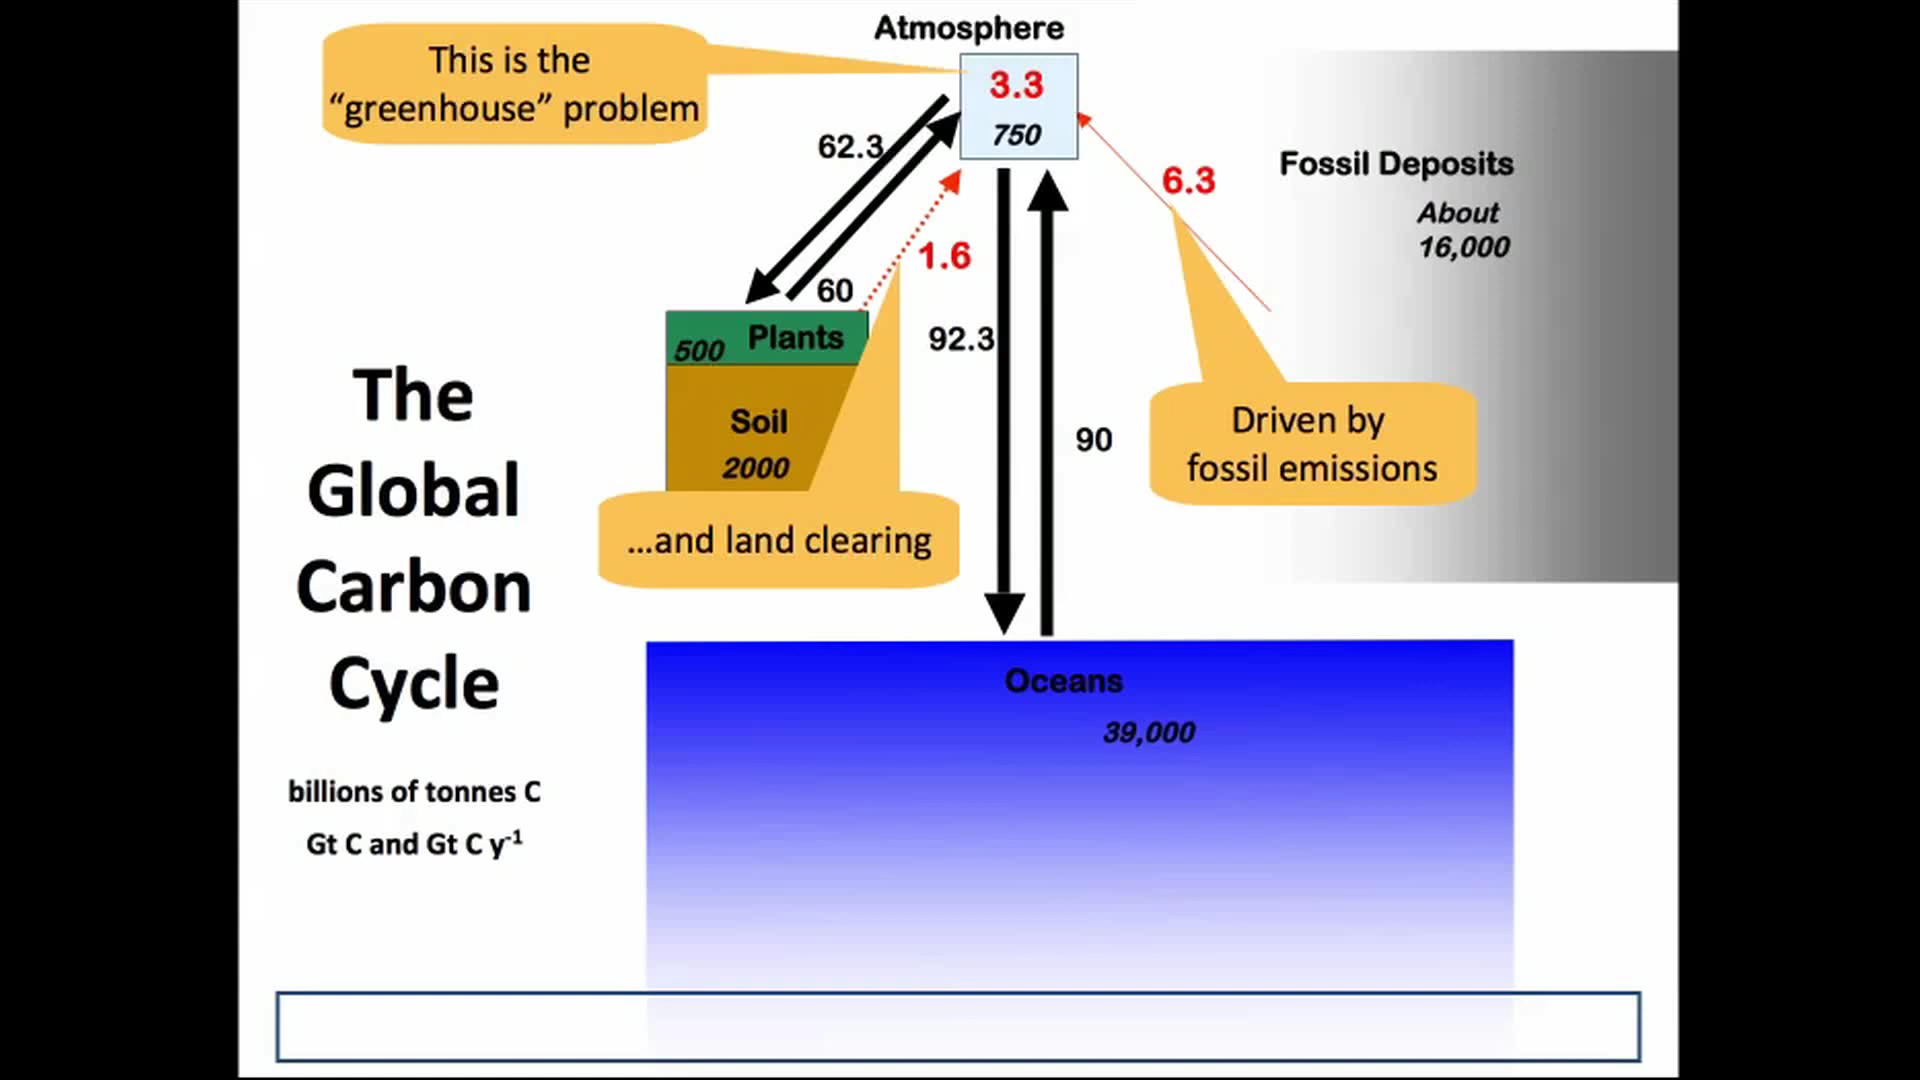 Atmosphere
This is the
“greenhouse” problem
3.3
750
62.3
6.3
Fossil Deposits
About
16,000
1.6
60
92.3
Plants
500
Soil
2000
90
Driven by
fossil emissions
...and land clearing
The
Global
Carbon
Cycle
Oceans
39,000
billions of tonnes C
Gt C and Gt C y-1